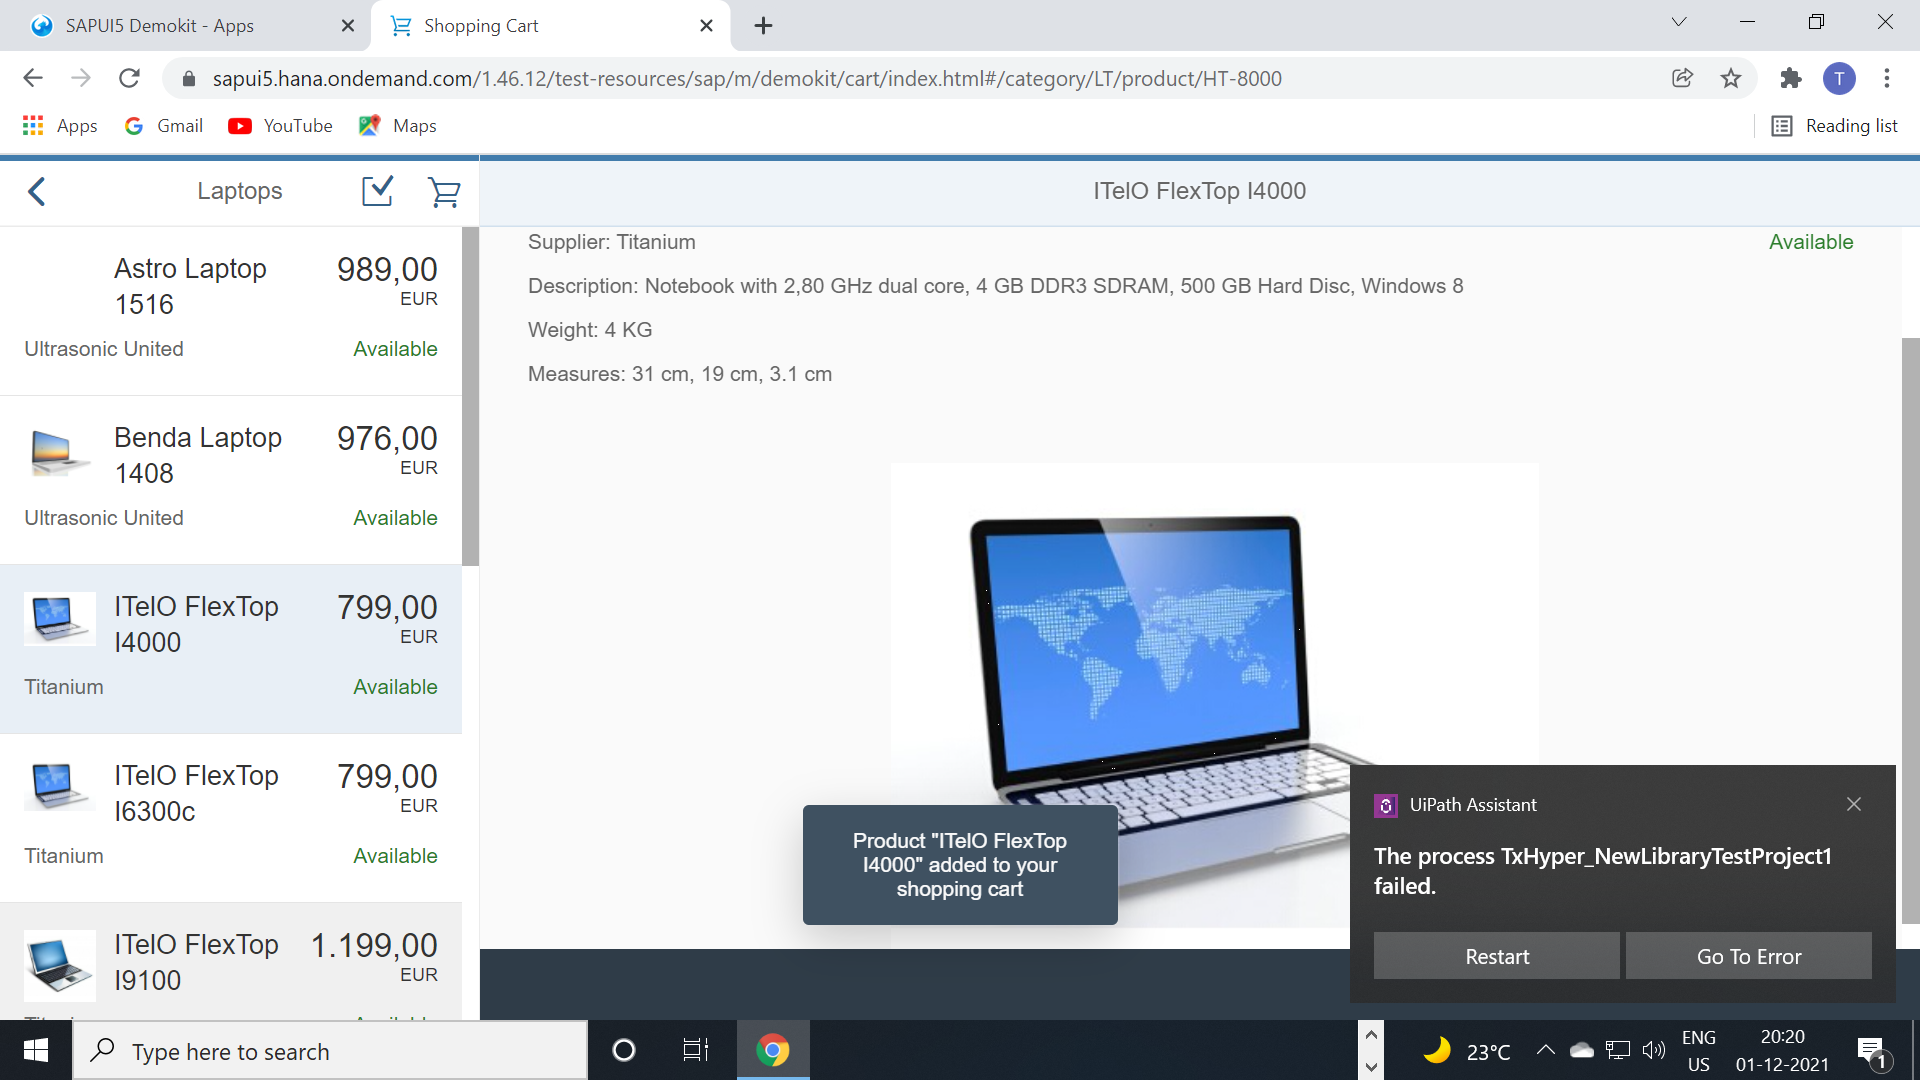 SAPUI5 Demokit - Apps
Shopping Cart
sapui5.hana.ondemand.com/1.46.12/test-resources/sap/m/demokit/cart/index.html#/category/LT/product/HT-8000
T
Apps
Gmail
YouTube
Maps
Reading list
Laptops
ITelO FlexTop I4000
Astro Laptop
1516
989,00
EUR
Ultrasonic United
Available
Benda Laptop
1408
976,00
EUR
Ultrasonic United
Available
ITelO FlexTop
I4000
799,00
EUR
Titanium
Available
ITelO FlexTop
I6300c
799,00
EUR
Titanium
Available
ITelO FlexTop
I9100
1.199,00
EUR
Supplier: Titanium
Available
Description: Notebook with 2,80 GHz dual core, 4 GB DDR3 SDRAM, 500 GB Hard Disc, Windows 8
Weight: 4 KG
Measures: 31 cm, 19 cm, 3.1 cm
Product "ITelO FlexTop
I4000" added to your
shopping cart
UiPath Assistant
The process TxHyper_NewLibraryTestProject1
failed.
Restart
Go To Error
Type here to search
23°C
ENG
US
20:20
01-12-2021
1